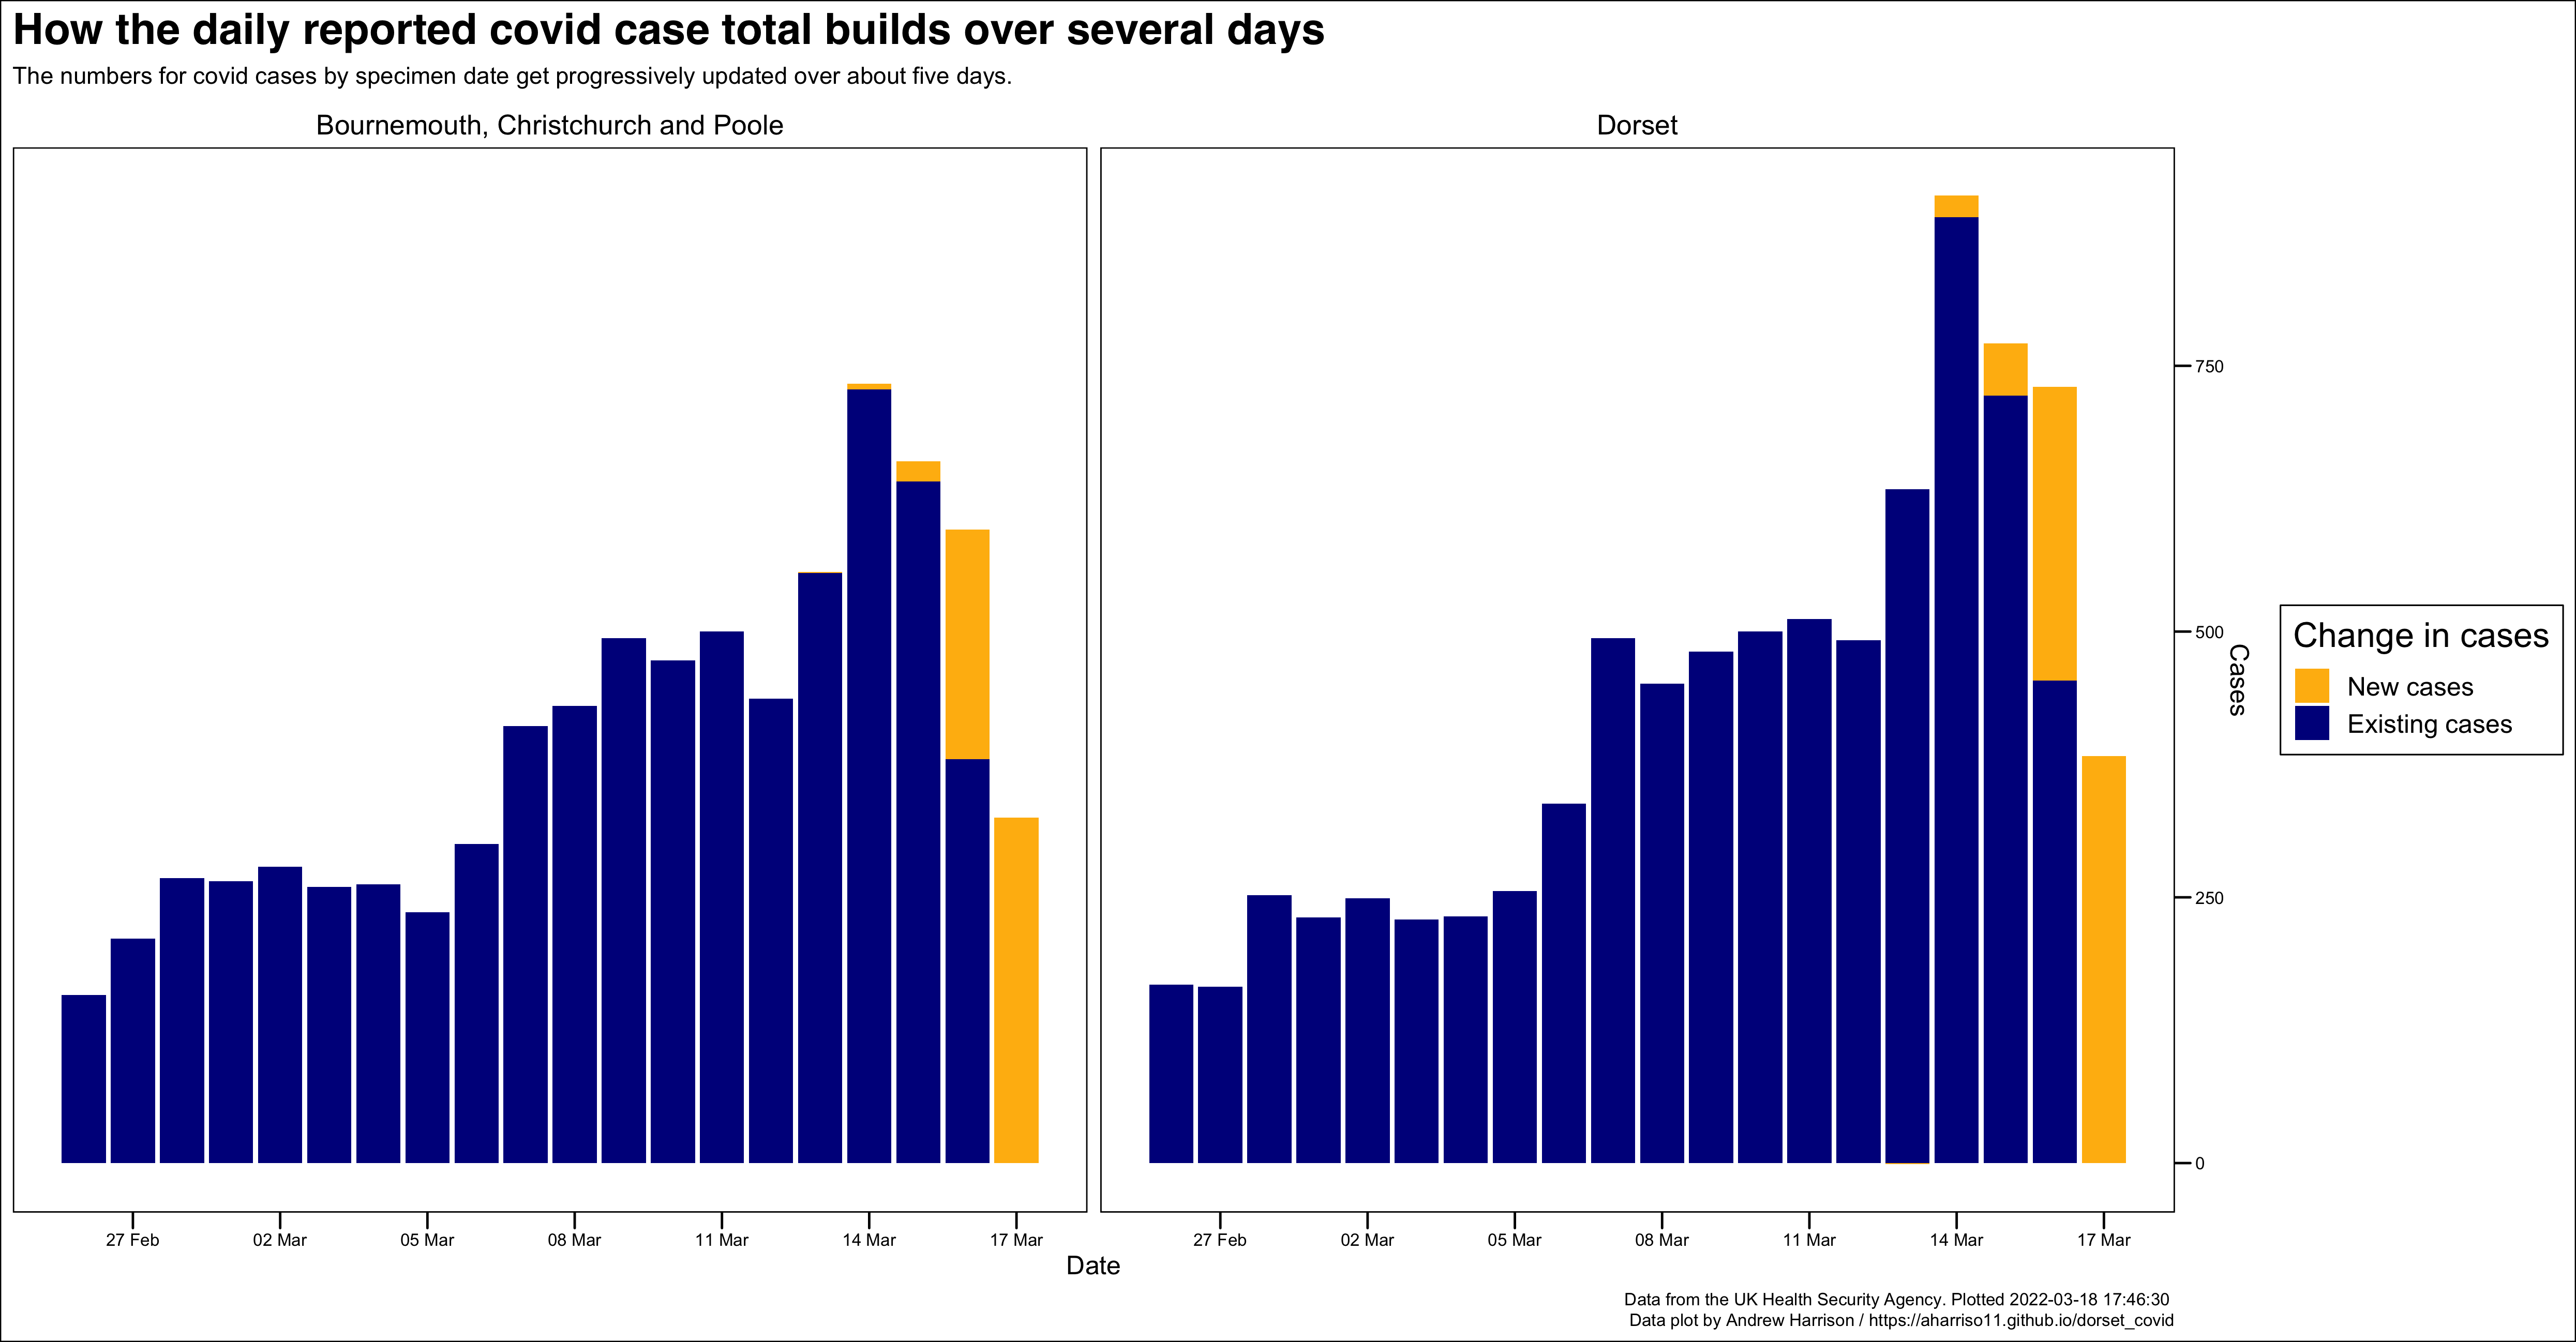 How the daily reported covid case total builds over several days
The numbers for covid cases by specimen date get progressively updated over about five days.
Bournemouth, Christchurch and Poole
Dorset
750
500
250
0
Cases
Change in cases
New cases
Existing cases
27 Feb 02 Mar 05 Mar 08 Mar 11 Mar 14 Mar 17 Mar
27 Feb 02 Mar 05 Mar 08 Mar 11 Mar 14 Mar 17 Mar
Date
Data from the UK Health Security Agency. Plotted 2022-03-18 17:46:30
Data plot by Andrew Harrison / https://aharriso11.github.io/dorset_covid